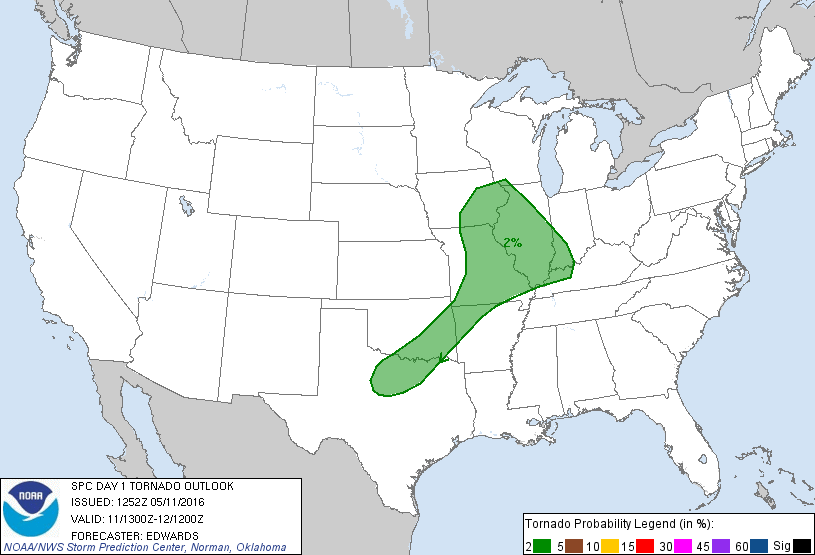 2%
NOAA
SPC DAY 1 TORNADO OUTLOOK
ISSUED: 1252Z 05/11/2016
VALID: 11/1300Z-12/1200Z
FORECASTER: EDWARDS
NOAA/NWS Storm Prediction Center, Norman, Oklahoma
Tornado Probability Legend (in %):
2 5 10 15 30 45 60 Sig